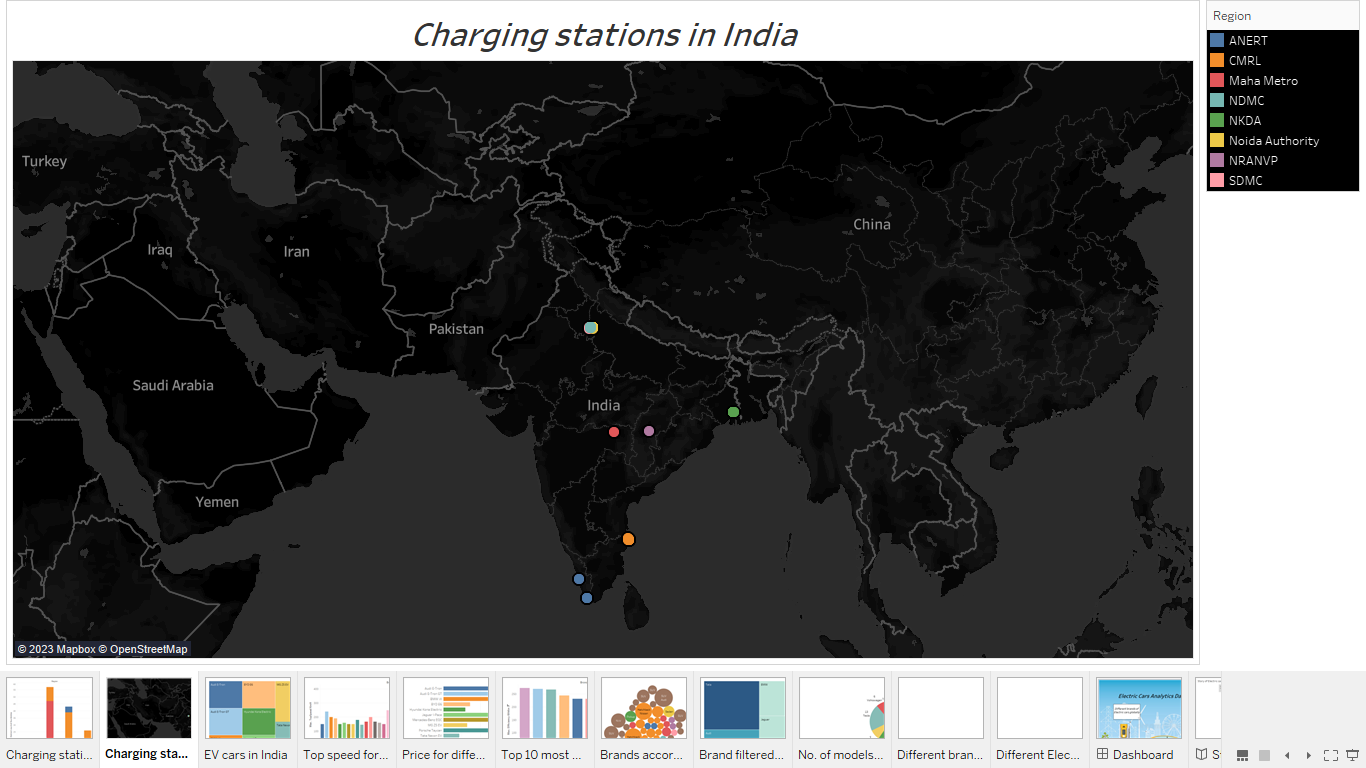 Charging stations in India
Region
ANERT
CMRL
Maha Metro
NDMC
NKDA
Noida Authority
NRANVP
SDMC
Turkey
Iraq
Iran
China
Pakistan
Saudi Arabia
India
Yemen
© 2023 Mapbox © OpenStreetMap
Electric Cars Analytics Da
Charging stati...
Charging sta...
EV cars in India
Top speed for...
Price for diffe...
Top 10 most ...
Brands accor...
Brand filtered...
No. of models...
Different bran...
Different Elec...
Dashboard